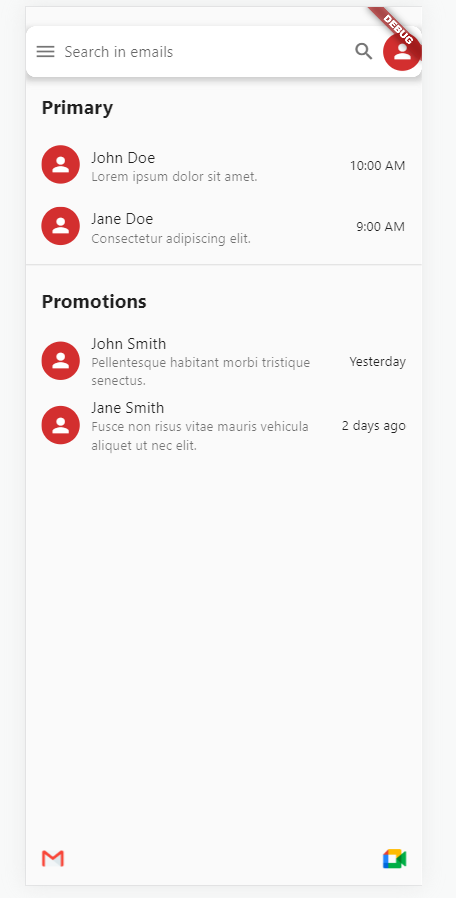 DEBUG
Search in emails
Primary
John Doe
10:00 AM
Lorem ipsum dolor sit amet.
Jane Doe
9:00 AM
Consectetur adipiscing elit.
Promotions
John Smith
Pellentesque habitant morbi tristique
Yesterday
senectus.
Jane Smith
Fusce non risus vitae mauris vehicula
2 days ago
aliquet ut nec elit.